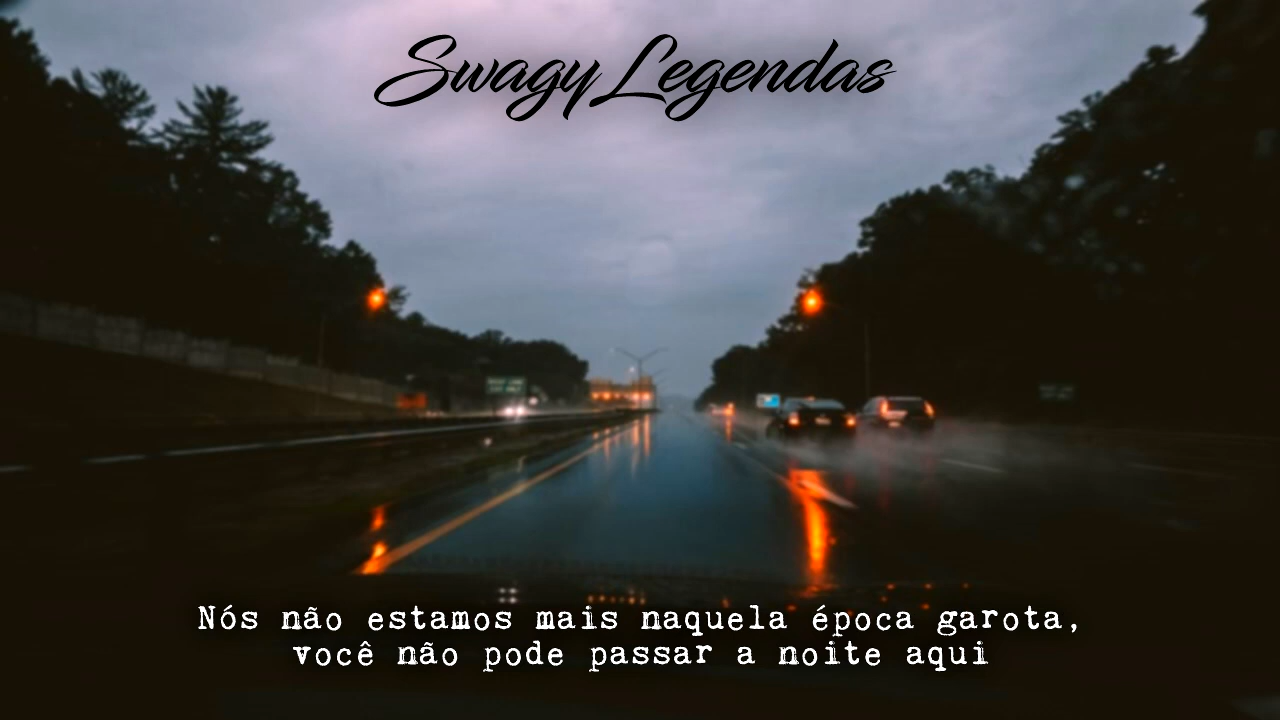 Swagy Legendas
Nós não estamos mais naquela época garota,
você não pode passar a noite aqui